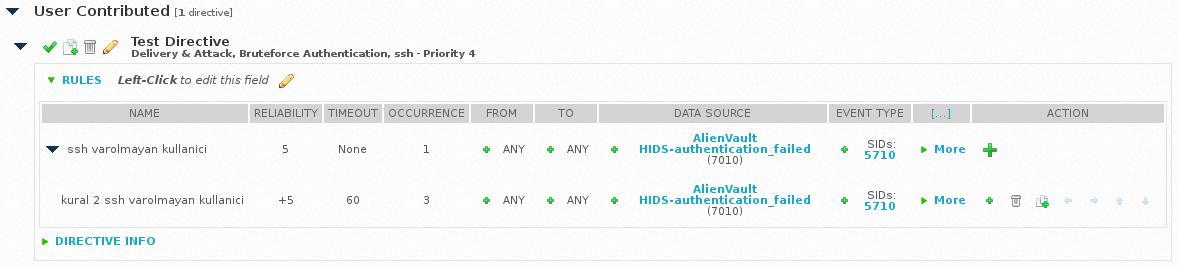 User Contributed [1 directive]
Test Directive
Delivery & Attack, Bruteforce Authentication, ssh - Priority 4
RULES Left-Click to edit this field
NAME RELIABILITY TIMEOUT OCCURRENCE FROM TO DATA SOURCE EVENT TYPE [...] ACTION
ssh varolmayan kullanici 5 None 1 ANY ANY AlienVault HIDS-authentication_failed (7010) SIDs: 5710 More
kural 2 ssh varolmayan kullanici +5 60 3 ANY ANY AlienVault HIDS-authentication_failed (7010) SIDs: 5710 More
DIRECTIVE INFO